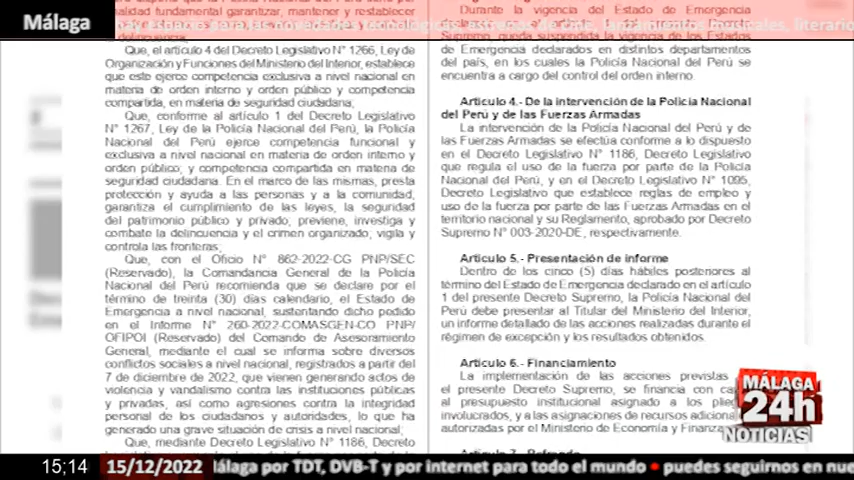 Málaga
y espacio para las novedades tecnológicas, estrenos de cine, lanzamientos musicales, literario
fundamental garantizar, mantener y restablecer
delincuencia.
Que, el artículo 4 del Decreto Legislativo N° 1266, Ley de
Organización y Funciones del Ministerio del Interior, establece
que este ejerce competencia exclusiva a nivel nacional en
materia de orden interno y orden público y competencia
compartida, en materia de seguridad ciudadana;
Que, conforme al artículo 1 del Decreto Legislativo
N° 1267, Ley de la Policía Nacional del Perú, la Policía
Nacional del Perú ejerce competencia funcional y
exclusiva a nivel nacional en materia de orden interno y
orden público, y competencia compartida en materia de
seguridad ciudadana. En el marco de las mismas, presta
protección y ayuda a las personas y a la comunidad,
garantiza el cumplimiento de las leyes, la seguridad
del patrimonio público y privado; previene, investiga y
combate la delincuencia y el crimen organizado; vigila y
controla las fronteras;
Que, con el Oficio N° 862-2022-CG PNP/SEC
(Reservado), la Comandancia General de la Policía
Nacional del Perú recomienda que se declare por el
término de treinta (30) días calendario, el Estado de
Emergencia a nivel nacional, sustentando dicho pedido
en el Informe N° 260-2022-COMASGEN-CO PNP/
OFIPOI (Reservado) del Comando de Asesoramiento
General, mediante el cual se informa sobre diversos
conflictos sociales a nivel nacional, registrados a partir del
7 de diciembre de 2022, que vienen generando actos de
violencia y vandalismo contra las instituciones públicas
y privadas, así como agresiones contra la integridad
personal de los ciudadanos y autoridades, lo que ha
generado una grave situación de crisis a nivel nacional;
Que, mediante Decreto Legislativo N° 1186, Decreto
Durante la vigencia del Estado de Emergencia
Supremo, queda suspendida la vigencia de los Estados
de Emergencia declarados en distintos departamentos
del país, en los cuales la Policía Nacional del Perú se
encuentra a cargo del control del orden interno.
Artículo 4.- De la intervención de la Policía Nacional
del Perú y de las Fuerzas Armadas
La intervención de la Policía Nacional del Perú y de
las Fuerzas Armadas se efectúa conforme a lo dispuesto
en el Decreto Legislativo N° 1186, Decreto Legislativo
que regula el uso de la fuerza por parte de la Policía
Nacional del Perú, y en el Decreto Legislativo N° 1095,
Decreto Legislativo que establece reglas de empleo y
uso de la fuerza por parte de las Fuerzas Armadas en el
territorio nacional y su Reglamento, aprobado por Decreto
Supremo N° 003-2020-DE, respectivamente.
Artículo 5.- Presentación de informe
Dentro de los cinco (5) días hábiles posteriores al
término del Estado de Emergencia declarado en el artículo
1 del presente Decreto Supremo, la Policía Nacional del
Perú debe presentar al Titular del Ministerio del Interior,
un informe detallado de las acciones realizadas durante el
régimen de excepción y los resultados obtenidos.
Artículo 6.- Financiamiento
La implementación de las acciones previstas
el presente Decreto Supremo, se financia con
al presupuesto institucional asignado a los
involucrados, y a las asignaciones de recursos
autorizadas por el Ministerio de Economía y
MÁLAGA
24h
NOTICIAS
15:14 15/12/2022 álaga por TDT, DVB-T y por internet para todo el mundo • puedes seguirnos en nue